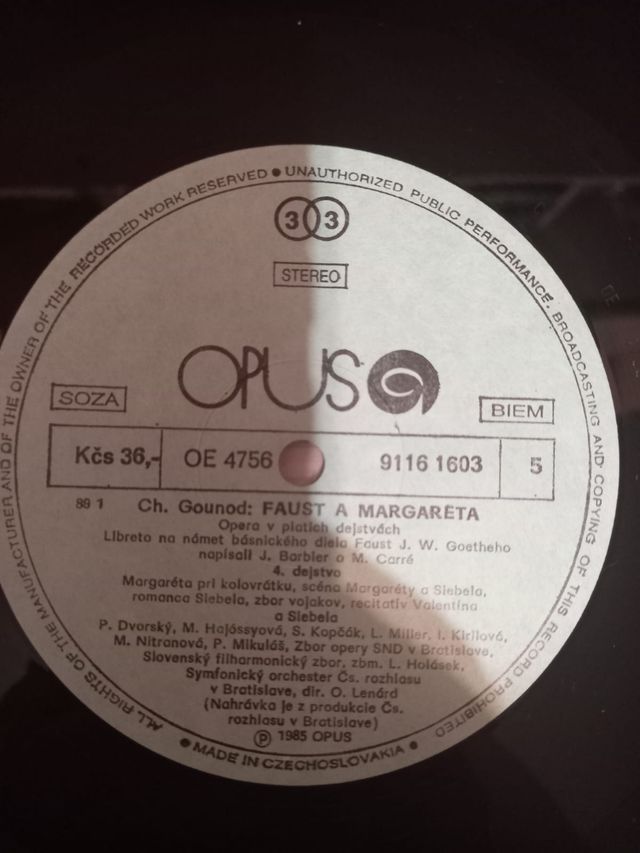 ALL RIGHTS OF THE MANUFACTURER AND OF THE OWNER OF THE RECORDED WORK RESERVED ● UNAUTHORIZED PUBLIC PERFORMANCE. BROADCASTING AND COPYING OF THIS RECORD PROHIBITED
33
STEREO
OPUS
SOZA
BIEM
Kčs 36,- OE 4756 9116 1603 5
89 1 Ch. Gounod: FAUST A MARGARÉTA
Opera v piatich dejstvách
Libreto na námet básnického diela Faust J. W. Goetheho
napísali J. Barbier a M. Carré
4. dejstvo
Margaréta pri kolovrátku, scéna Margaréty a Siebela,
romanca Siebela, zbor vojakov, recitatív Valentína
a Siebela
P. Dvorský, M. Hajóssyová, S. Kopčák, L. Miller, I. Kirilová,
M. Nitranová, P. Mikuláš, Zbor opery SND v Bratislave,
Slovenský filharmonický zbor, zbm. L. Holásek,
Symfonický orchester Čs. rozhlasu
v Bratislave, dir. O. Lenárd
(Nahrávka je z produkcie Čs.
rozhlasu v Bratislave)
Ⓟ 1985 OPUS
● MADE IN CZECHOSLOVAKIA ●